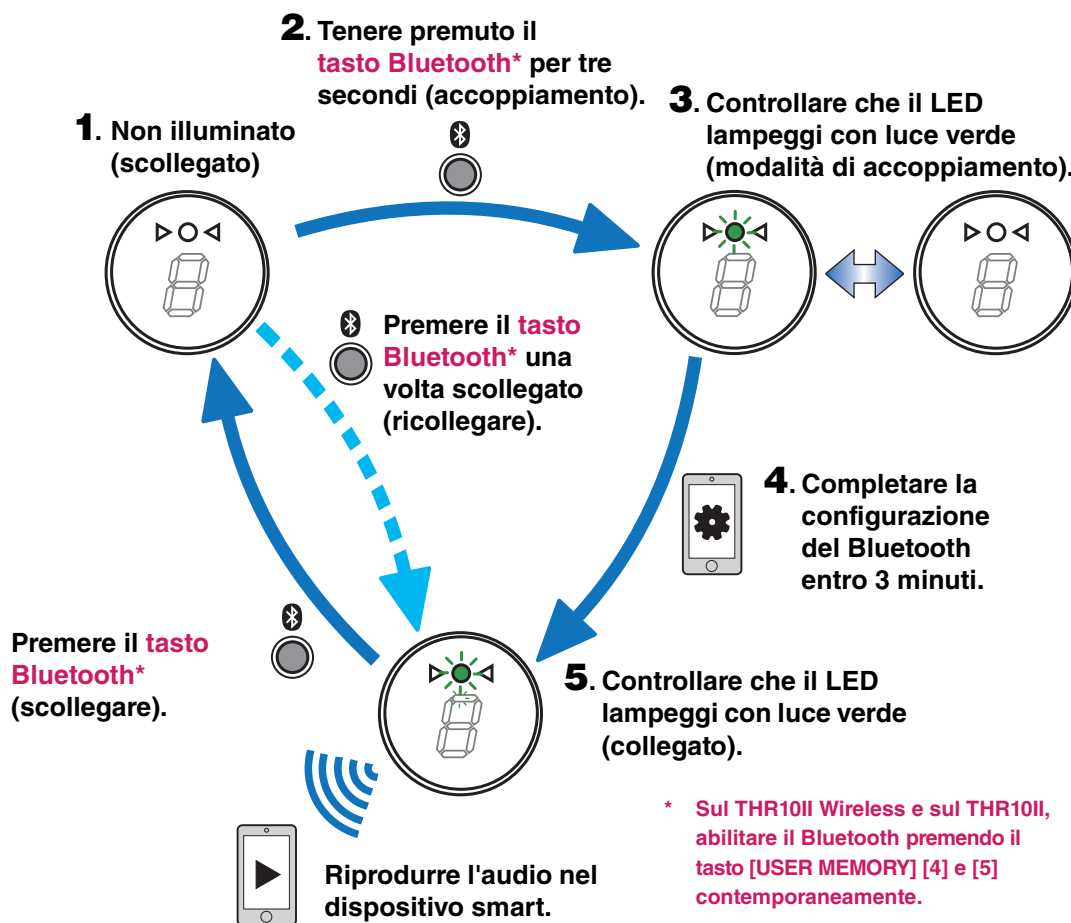 1. Non illuminato
(scollegato)
2. Tenere premuto il
tasto Bluetooth* per tre
secondi (accoppiamento).
3. Controllare che il LED
lampeggi con luce verde
(modalità di accoppiamento).
Premere il tasto
Bluetooth* una
volta scollegato
(ricollegare).
4. Completare la
configurazione
del Bluetooth
entro 3 minuti.
Premere il tasto
Bluetooth*
(scollegare).
5. Controllare che il LED
lampeggi con luce verde
(collegato).
Riprodurre l'audio nel
dispositivo smart.
* Sul THR10II Wireless e sul THR10II,
abilitare il Bluetooth premendo il
tasto [USER MEMORY] [4] e [5]
contemporaneamente.